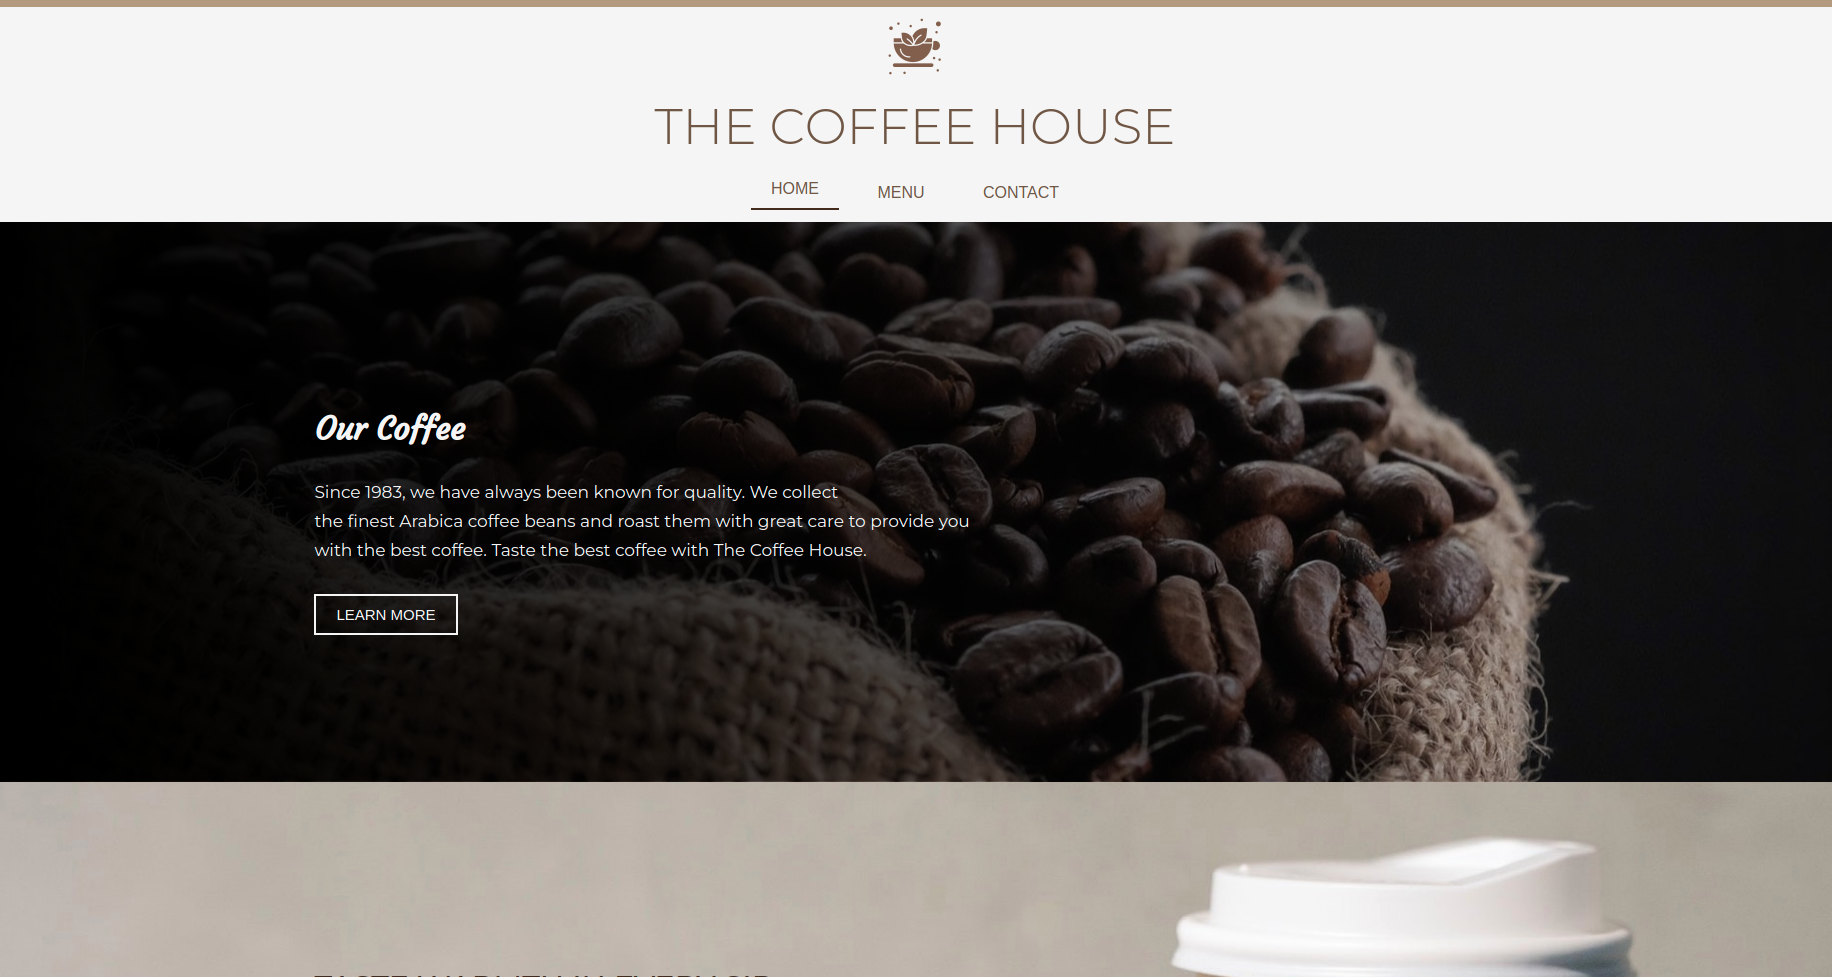 THE COFFEE HOUSE
HOME MENU CONTACT
Our Coffee
Since 1983, we have always been known for quality. We collect
the finest Arabica coffee beans and roast them with great care to provide you
with the best coffee. Taste the best coffee with The Coffee House.
LEARN MORE